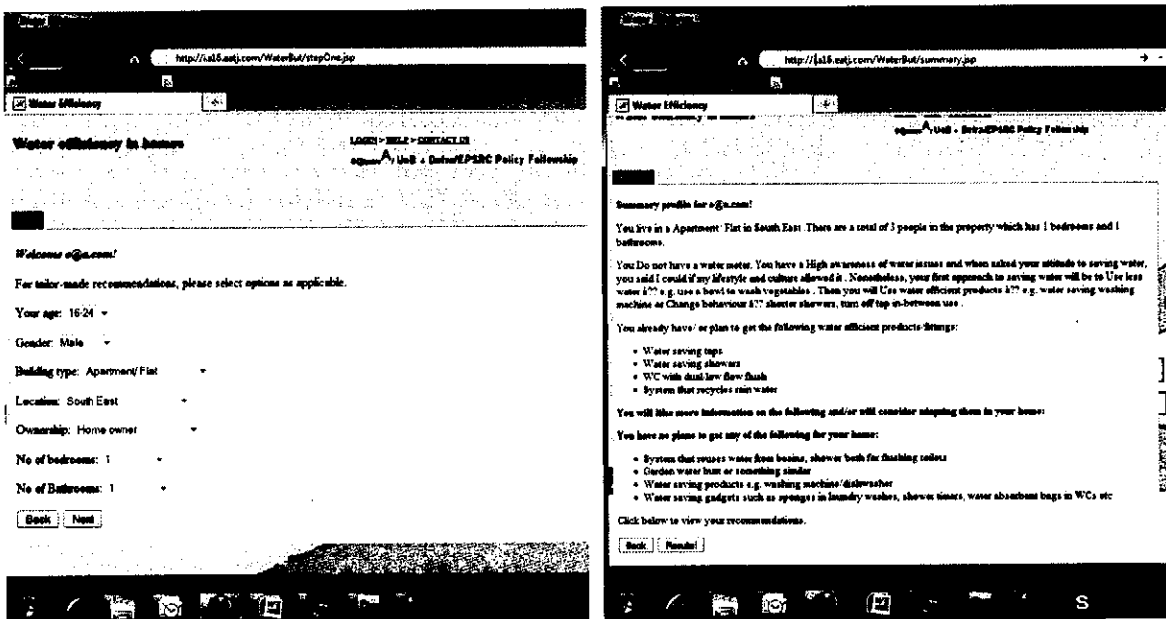 http://i.a15.eatj.com/WaterBut/stepOne.jsp
Water Efficiency
Water efficiency in homes
LOGIN > HELP > CONTACT US
aquaA, UoB + Defra/EPSRC Policy Fellowship
Welcome o@a.com!
For tailor-made recommendations, please select options as applicable.
Your age: 16-24
Gender: Male
Building type: Apartment/ Flat
Location: South East
Ownership: Home owner
No of bedrooms: 1
No of Bathrooms: 1
Back Next
http://i.a15.eatj.com/WaterBut/summary.jsp
Water Efficiency
UoB + Defra/EPSRC Policy Fellowship
Summary profile for o@a.com!
You live in a Apartment/ Flat in South East .There are a total of 3 people in the property which has 1 bedrooms and 1
bathrooms.
You Do not have a water meter. You have a High awareness of water issues and when asked your attitude to saving water,
you said I could if my lifestyle and culture allowed it . Nonetheless, your first approach to saving water will be to Use less
water â?? e.g. use a bowl to wash vegetables . Then you will Use water efficient products â?? e.g. water saving washing
machine or Change behaviour â?? shorter showers, turn off tap in-between use .
You already have/ or plan to get the following water efficient products/fittings:
• Water saving taps
• Water saving showers
• WC with dual/low flow flush
• System that recycles rain water
You will like more information on the following and/or will consider adopting them in your home:
You have no plans to get any of the following for your home:
• System that reuses water from basins, shower/bath for flushing toilets
• Garden water butt or something similar
• Water saving products e.g. washing machine/dishwasher
• Water saving gadgets such as sponges in laundry washes, shower timers, water absorbent bags in WCs etc
Click below to view your recommendations.
Back Results!
S